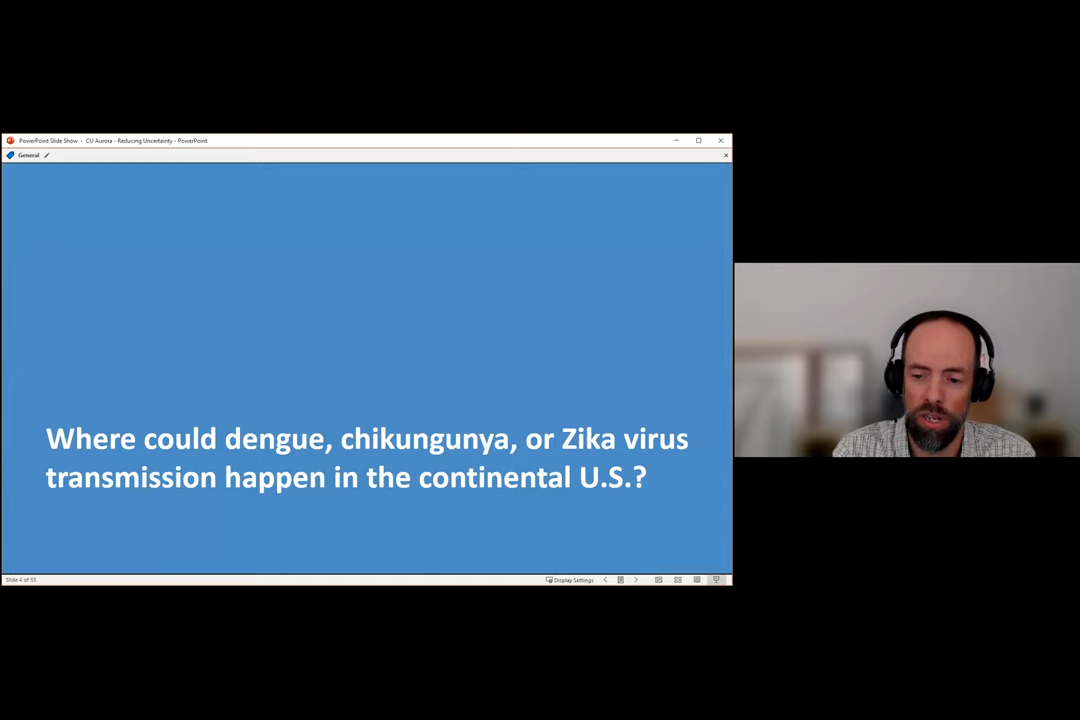 PowerPoint Slide Show - CU Aurora - Reducing Uncertainty - PowerPoint
General
Where could dengue, chikungunya, or Zika virus
transmission happen in the continental U.S.?
Slide 4 of 55
Display Settings